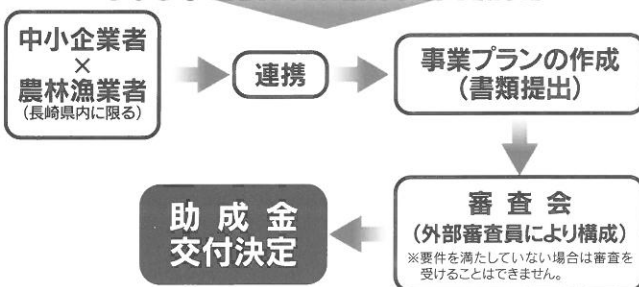 中小企業者
×
農林漁業者
(長崎県内に限る)
連携
事業プランの作成
(書類提出)
審査会
(外部審査員により構成)
※要件を満たしていない場合は審査を
受けることはできません。
助成金
交付決定